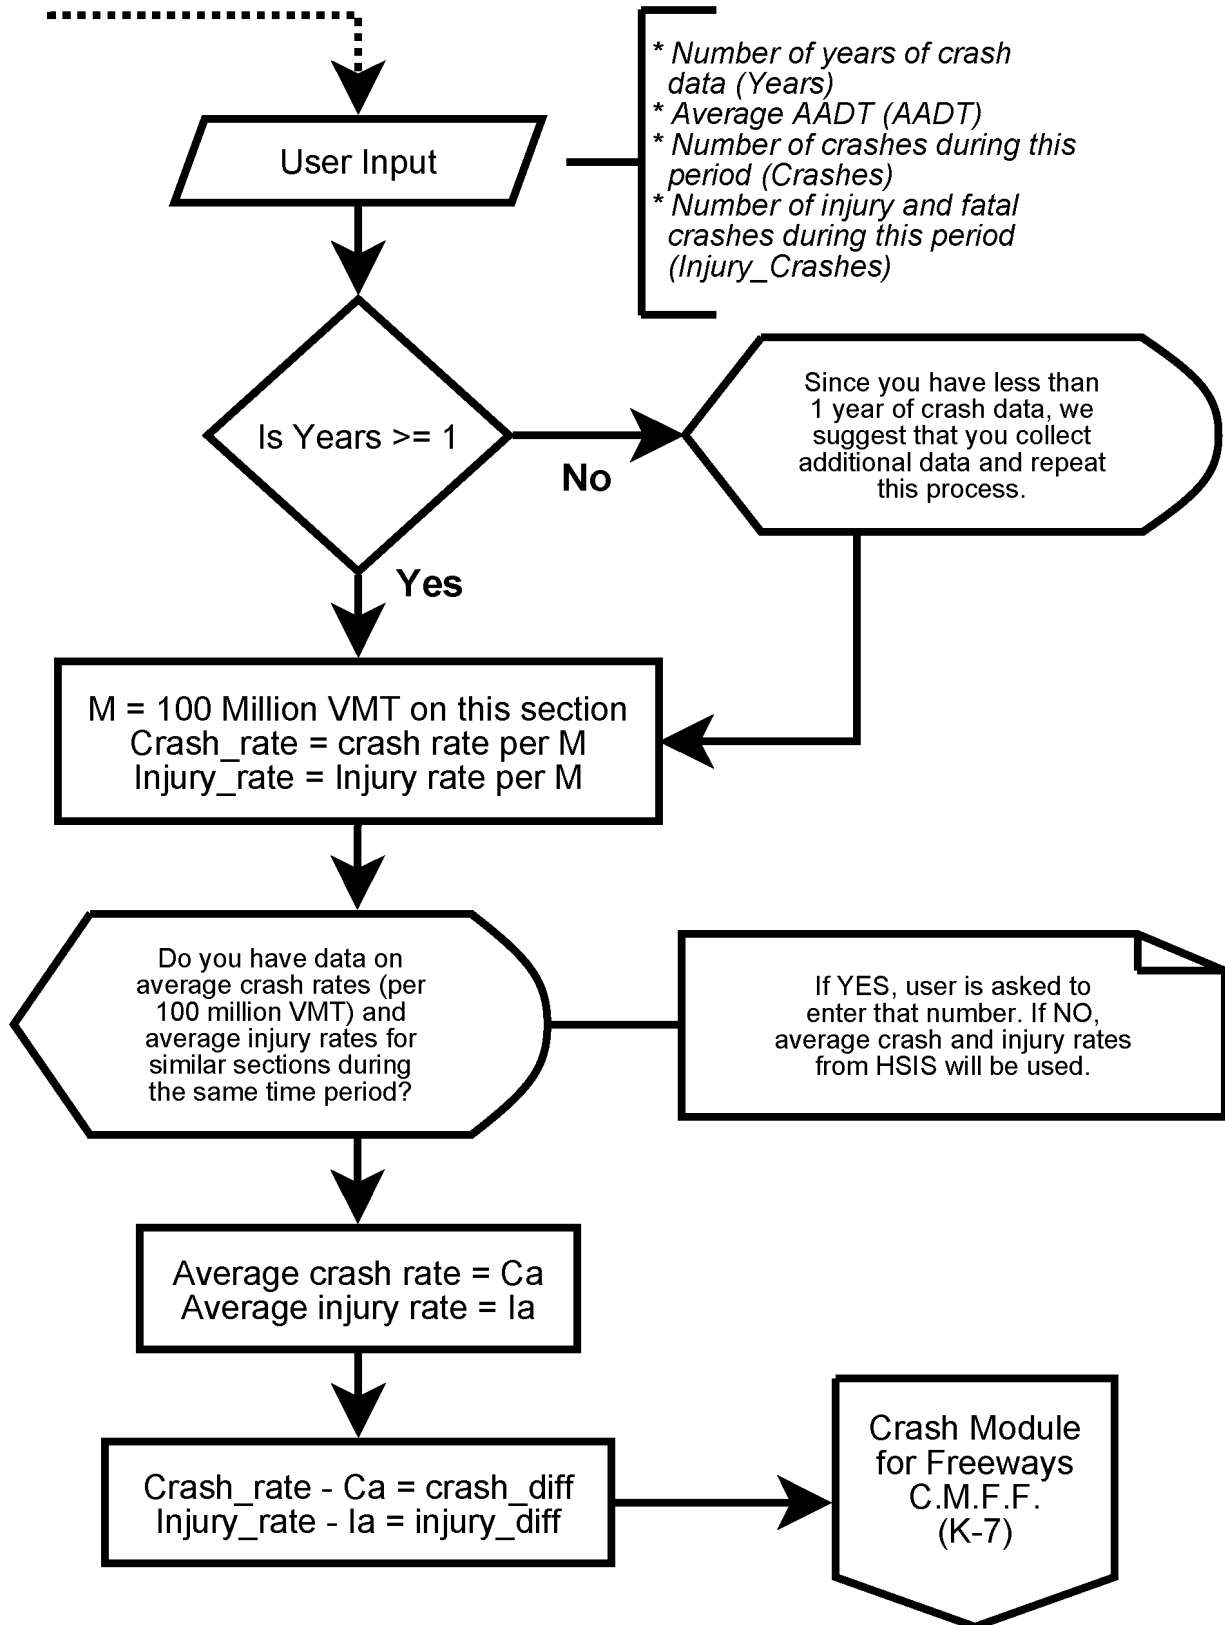 * Number of years of crash
data (Years)
* Average AADT (AADT)
* Number of crashes during this
period (Crashes)
* Number of injury and fatal
crashes during this period
(Injury_Crashes)
User Input
Is Years >= 1
No
Since you have less than
1 year of crash data, we
suggest that you collect
additional data and repeat
this process.
Yes
M = 100 Million VMT on this section
Crash_rate = crash rate per M
Injury_rate = Injury rate per M
Do you have data on
average crash rates (per
100 million VMT) and
average injury rates for
similar sections during
the same time period?
If YES, user is asked to
enter that number. If NO,
average crash and injury rates
from HSIS will be used.
Average crash rate = Ca
Average injury rate = Ia
Crash_rate - Ca = crash_diff
Injury_rate - Ia = injury_diff
Crash Module
for Freeways
C.M.F.F.
(K-7)